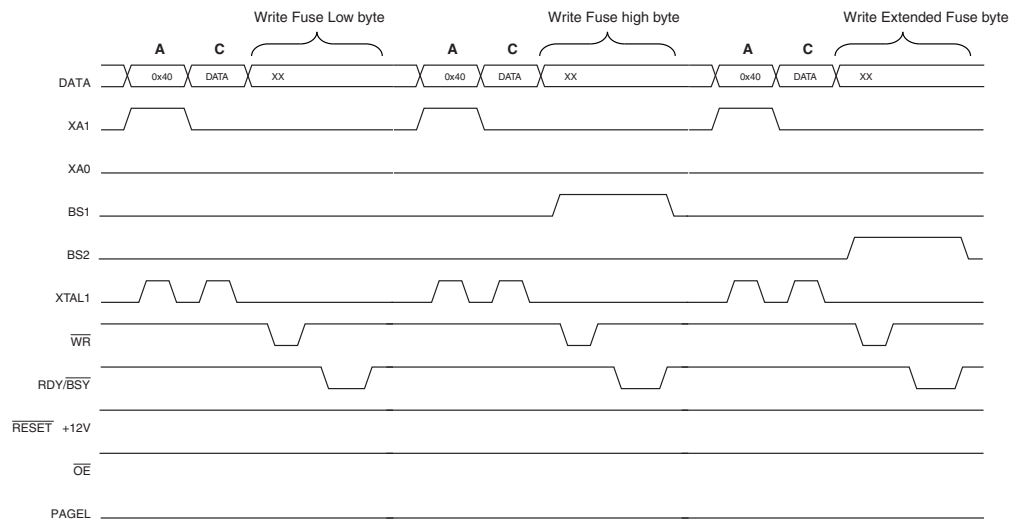 Write Fuse Low byte Write Fuse high byte Write Extended Fuse byte
A C A C A C
DATA 0x40 DATA XX 0x40 DATA XX 0x40 DATA XX
XA1
XA0
BS1
BS2
XTAL1
WR
RDY/BSY
RESET +12V
OE
PAGEL